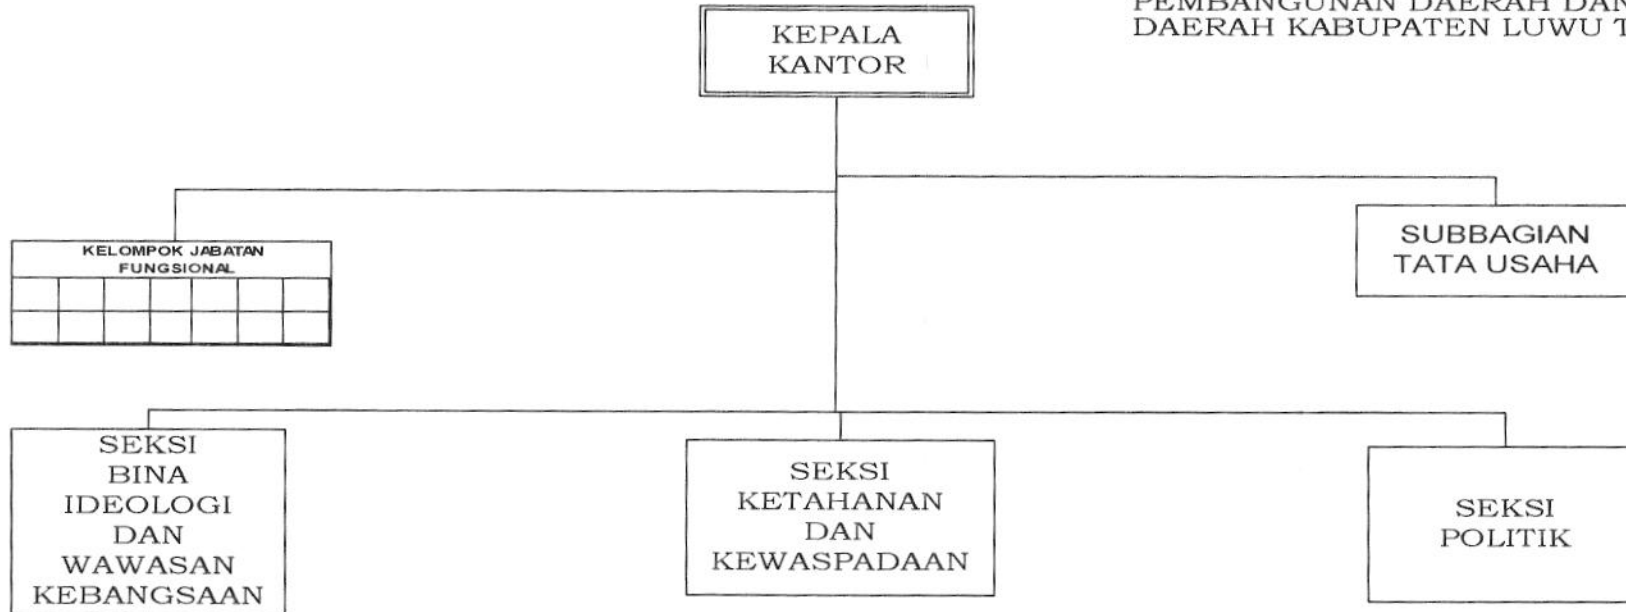 PEMBANGUNAN DAERAH DAN
DAERAH KABUPATEN LUWU T
KEPALA
KANTOR
KELOMPOK JABATAN
FUNGSIONAL
SUBBAGIAN
TATA USAHA
SEKSI
BINA
IDEOLOGI
DAN
WAWASAN
KEBANGSAAN
SEKSI
KETAHANAN
DAN
KEWASPADAAN
SEKSI
POLITIK